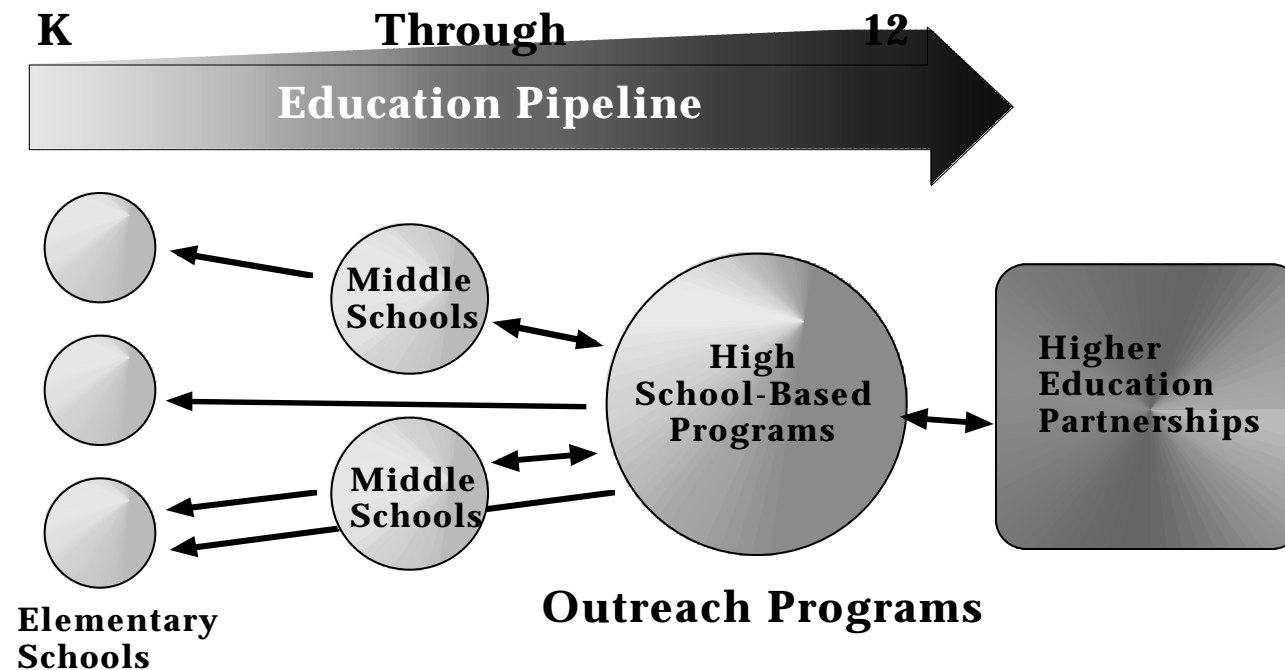 K Through 12
Education Pipeline
Middle
Schools
High
School-Based
Programs
Higher
Education
Partnerships
Middle
Schools
Outreach Programs
Elementary
Schools